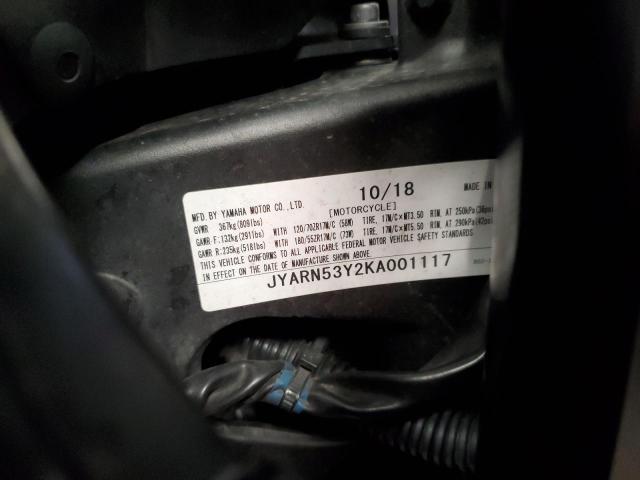 MFD. BY YAMAHA MOTOR CO.,LTD. 10/18 MADE IN
GVWR 367kg(809lbs) [MOTORCYCLE]
GAWR F:132kg(291lbs) WITH 120/70ZR17M/C (58W) TIRE, 17M/C×MT3.50 RIM, AT 250kPa(36psi
GAWR R:235kg(518lbs) WITH 180/55ZR17M/C (73W) TIRE, 17M/C×MT5.50 RIM, AT 290kPa(42psi
THIS VEHICLE CONFORMS TO ALL APPLICABLE FEDERAL MOTOR VEHICLE SAFETY STANDARDS
IN EFFECT ON THE DATE OF MANUFACTURE SHOWN ABOVE.
JYARN53Y2KA001117